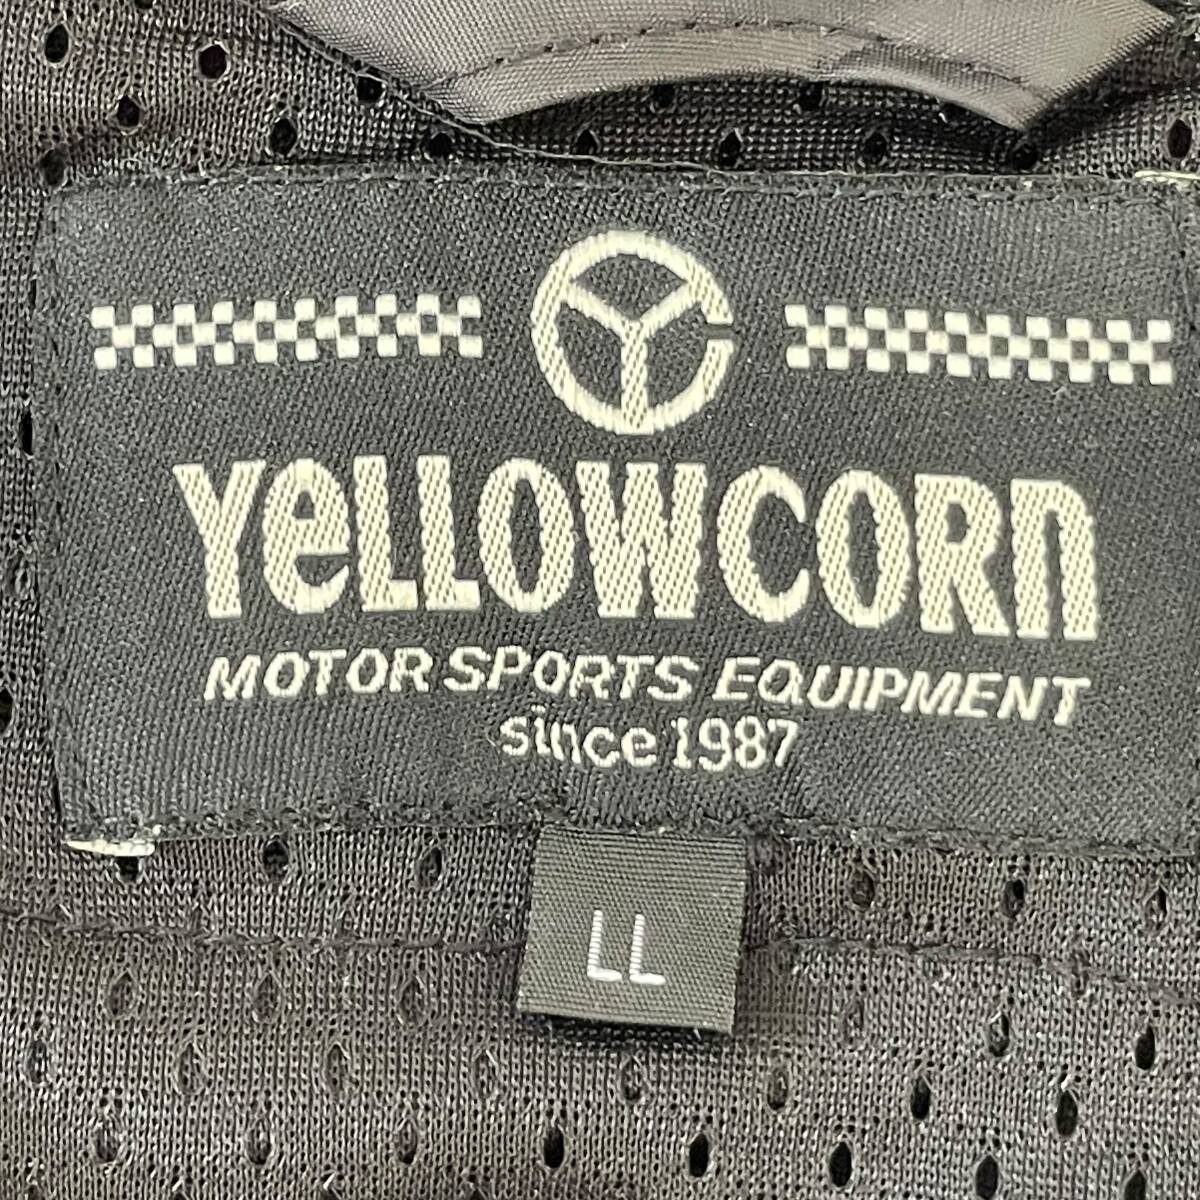 YeLLOWCORn
MOTOR SPORTS EQUIPMENT
since 1987
LL